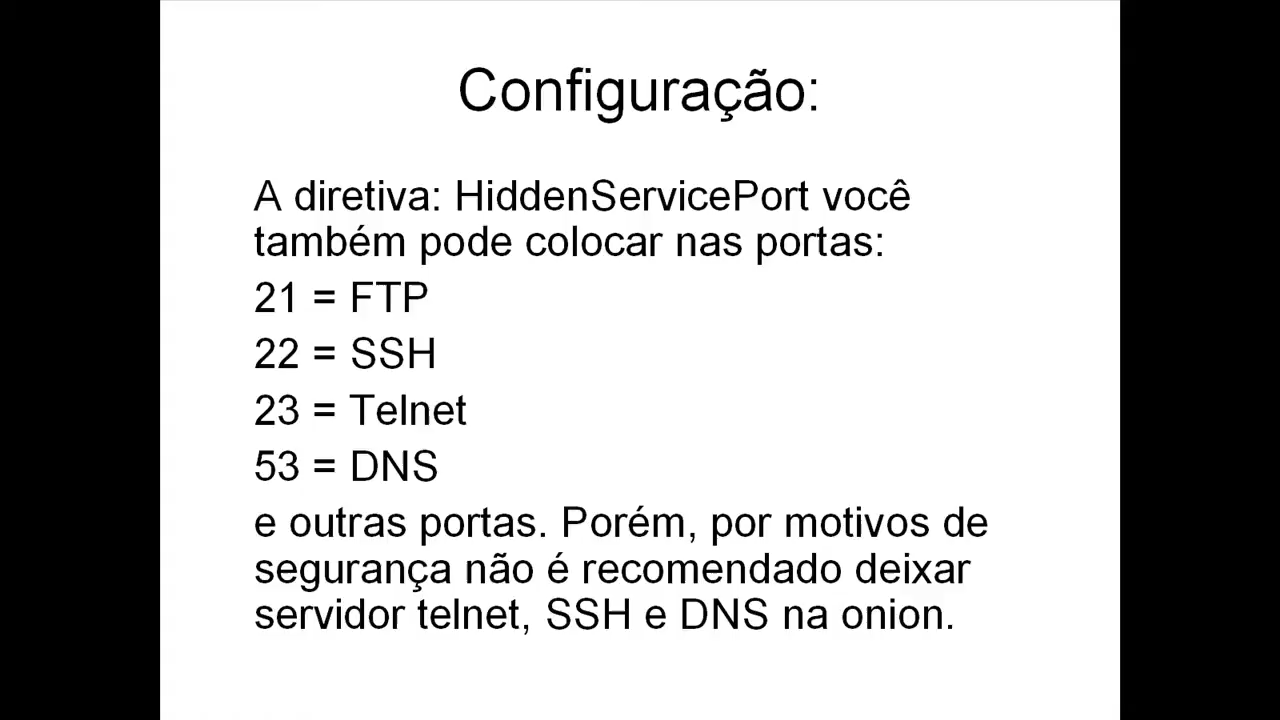 Configuração:
A diretiva: HiddenServicePort você
também pode colocar nas portas:
21 = FTP
22 = SSH
23 = Telnet
53 = DNS
e outras portas. Porém, por motivos de
segurança não é recomendado deixar
servidor telnet, SSH e DNS na onion.